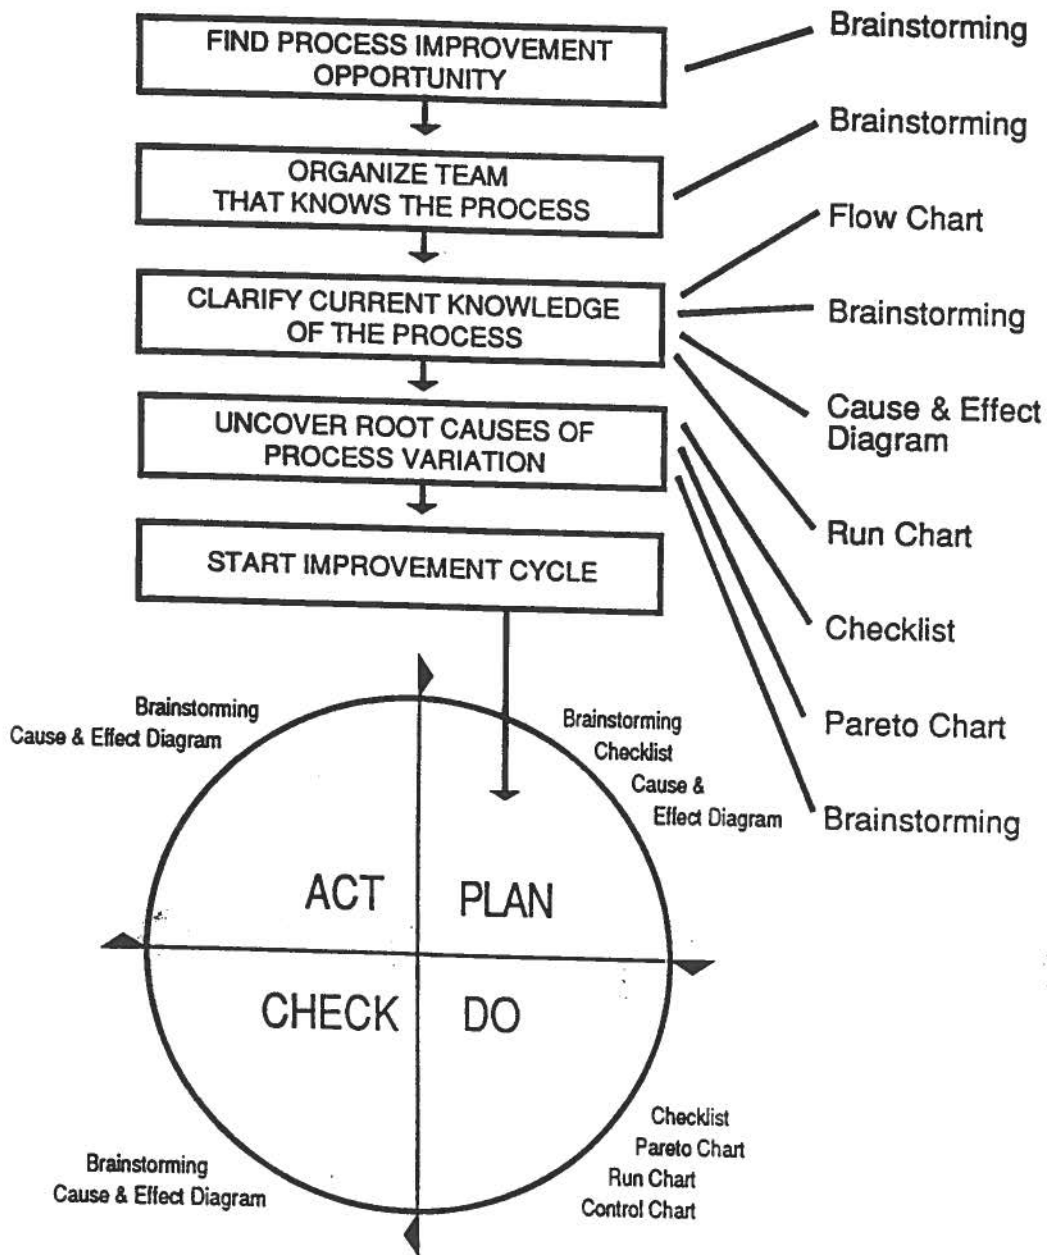 FIND PROCESS IMPROVEMENT
OPPORTUNITY
Brainstorming
ORGANIZE TEAM
THAT KNOWS THE PROCESS
Brainstorming
CLARIFY CURRENT KNOWLEDGE
OF THE PROCESS
Flow Chart
Brainstorming
Cause & Effect
Diagram
Run Chart
UNCOVER ROOT CAUSES OF
PROCESS VARIATION
Checklist
Pareto Chart
Brainstorming
START IMPROVEMENT CYCLE
Brainstorming
Cause & Effect Diagram
Brainstorming
Checklist
Cause &
Effect Diagram
ACT
PLAN
CHECK
DO
Brainstorming
Cause & Effect Diagram
Checklist
Pareto Chart
Run Chart
Control Chart